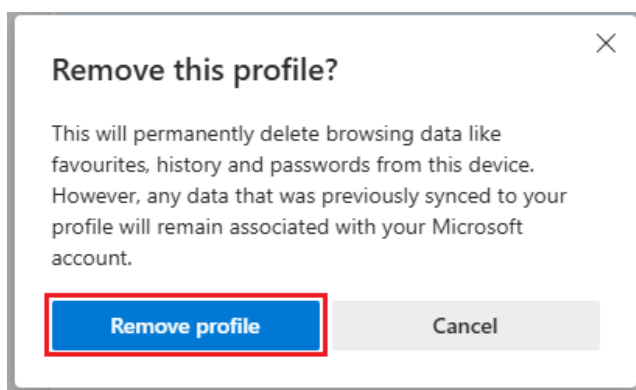 Remove this profile?
This will permanently delete browsing data like
favourites, history and passwords from this device.
However, any data that was previously synced to your
profile will remain associated with your Microsoft
account.
Remove profile
Cancel